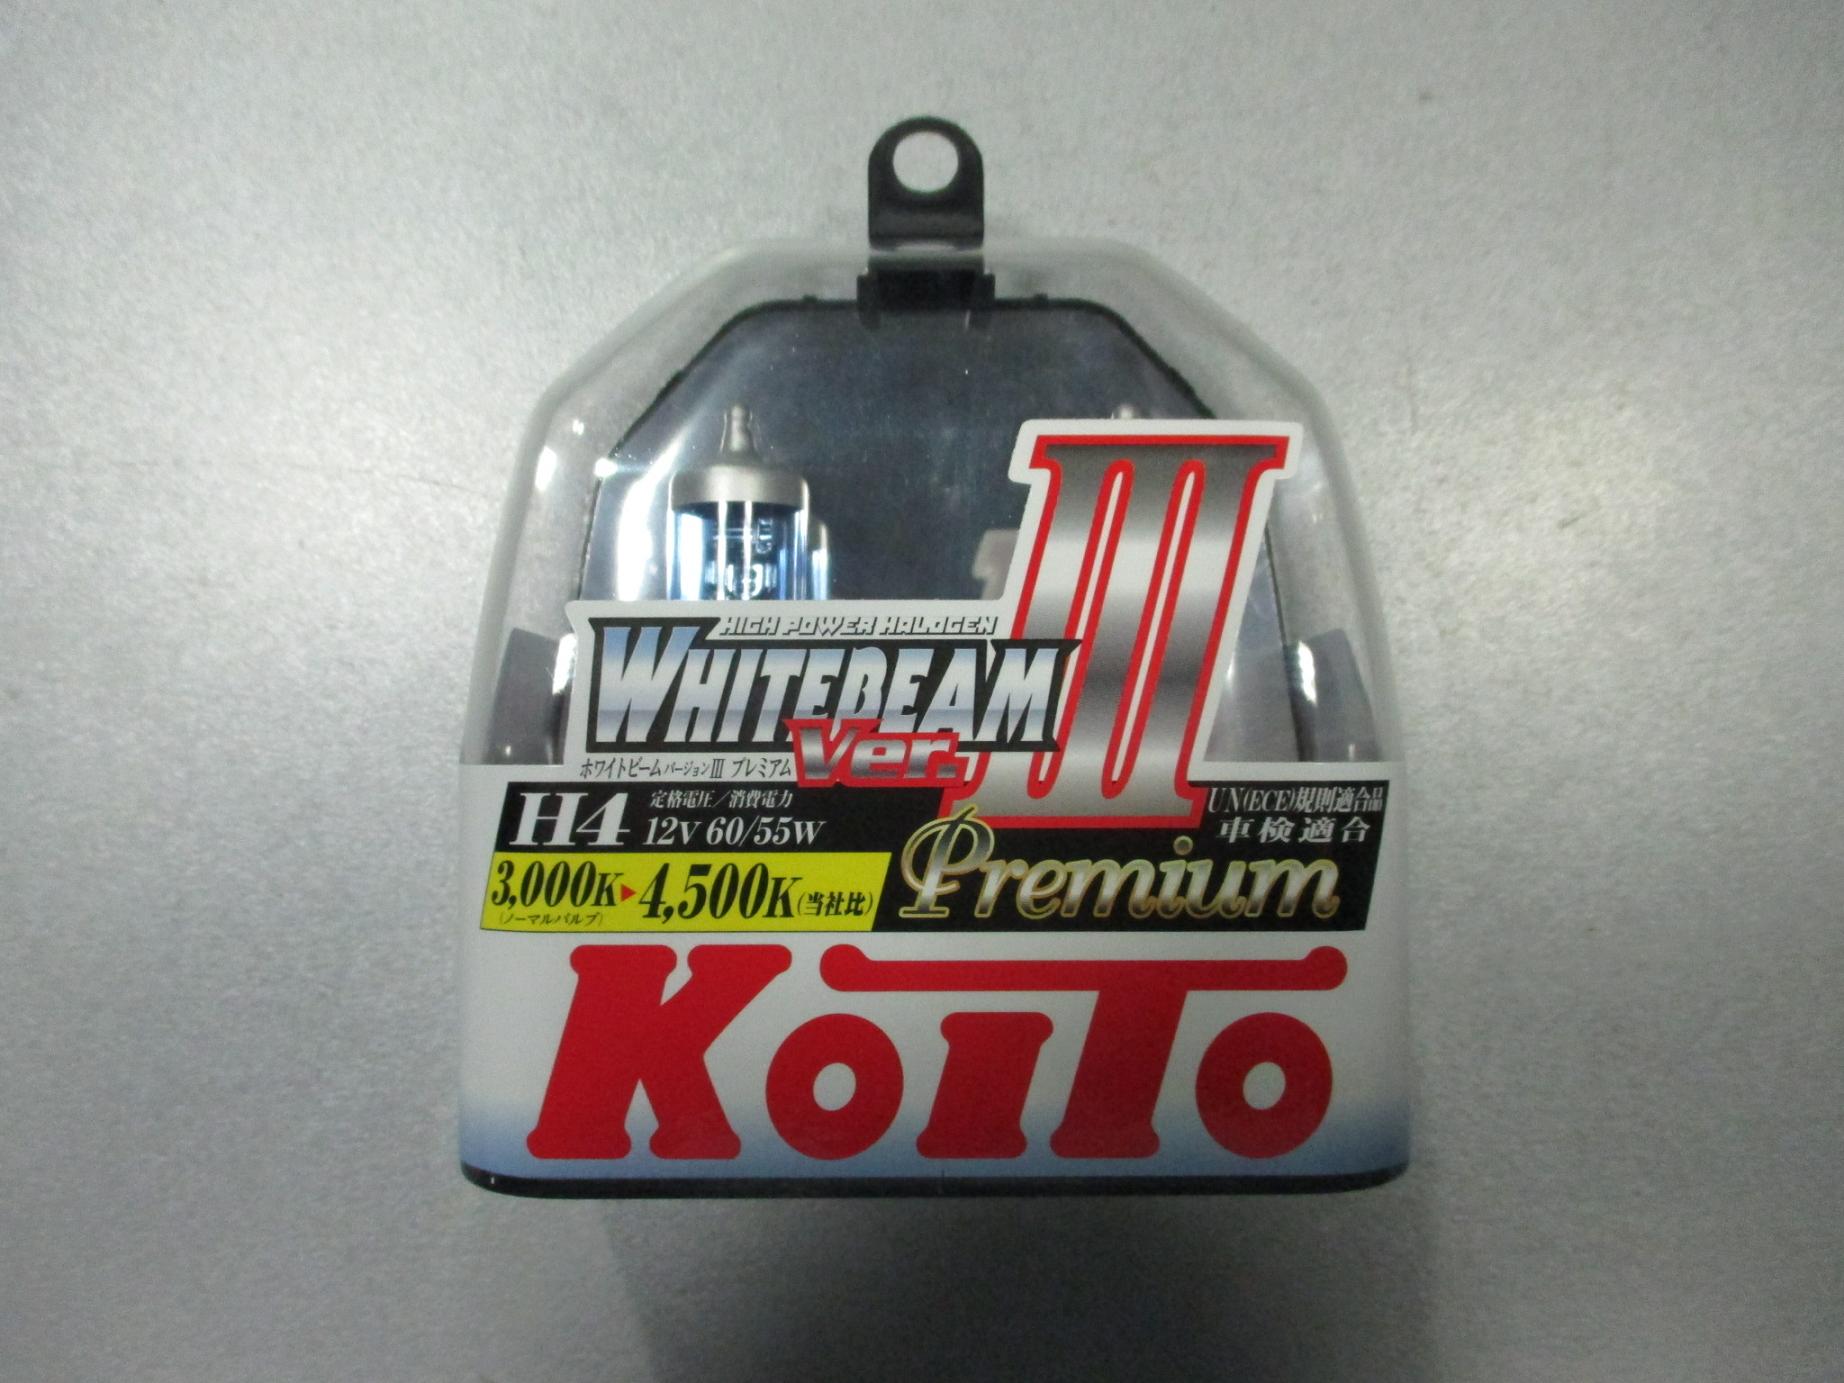 III
HIGH POWER HALOGEN
WHITEBEAM
Ver.
ホワイトビーム バージョンIII プレミアム
H4
定格電圧/消費電力
12V 60/55W
UN(ECE)規則適合品
車検適合
3,000K▶4,500K(当社比)
(ノーマルバルブ)
Premium
KOITO